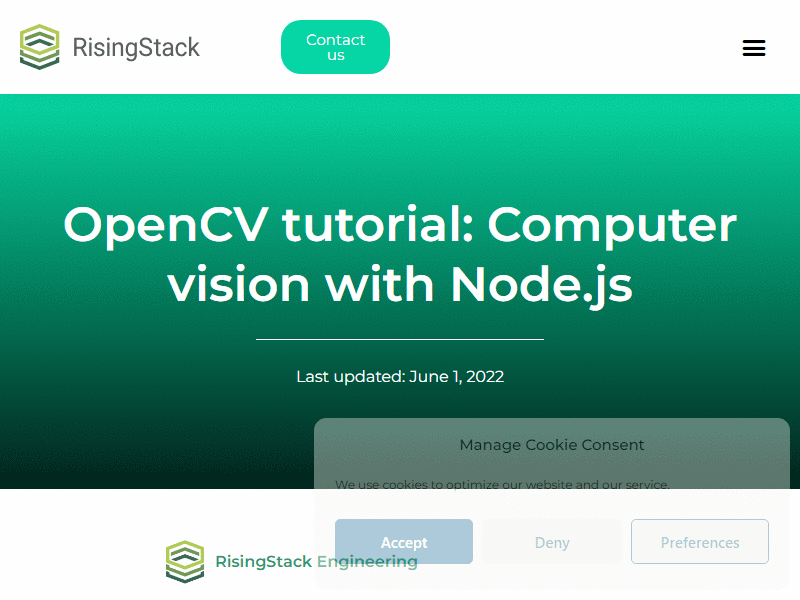 RisingStack
Contact
us
OpenCV tutorial: Computer
vision with Node.js
Last updated: June 1, 2022
Manage Cookie Consent
We use cookies to optimize our website and our service.
Accept
Deny
Preferences
RisingStack Engineering